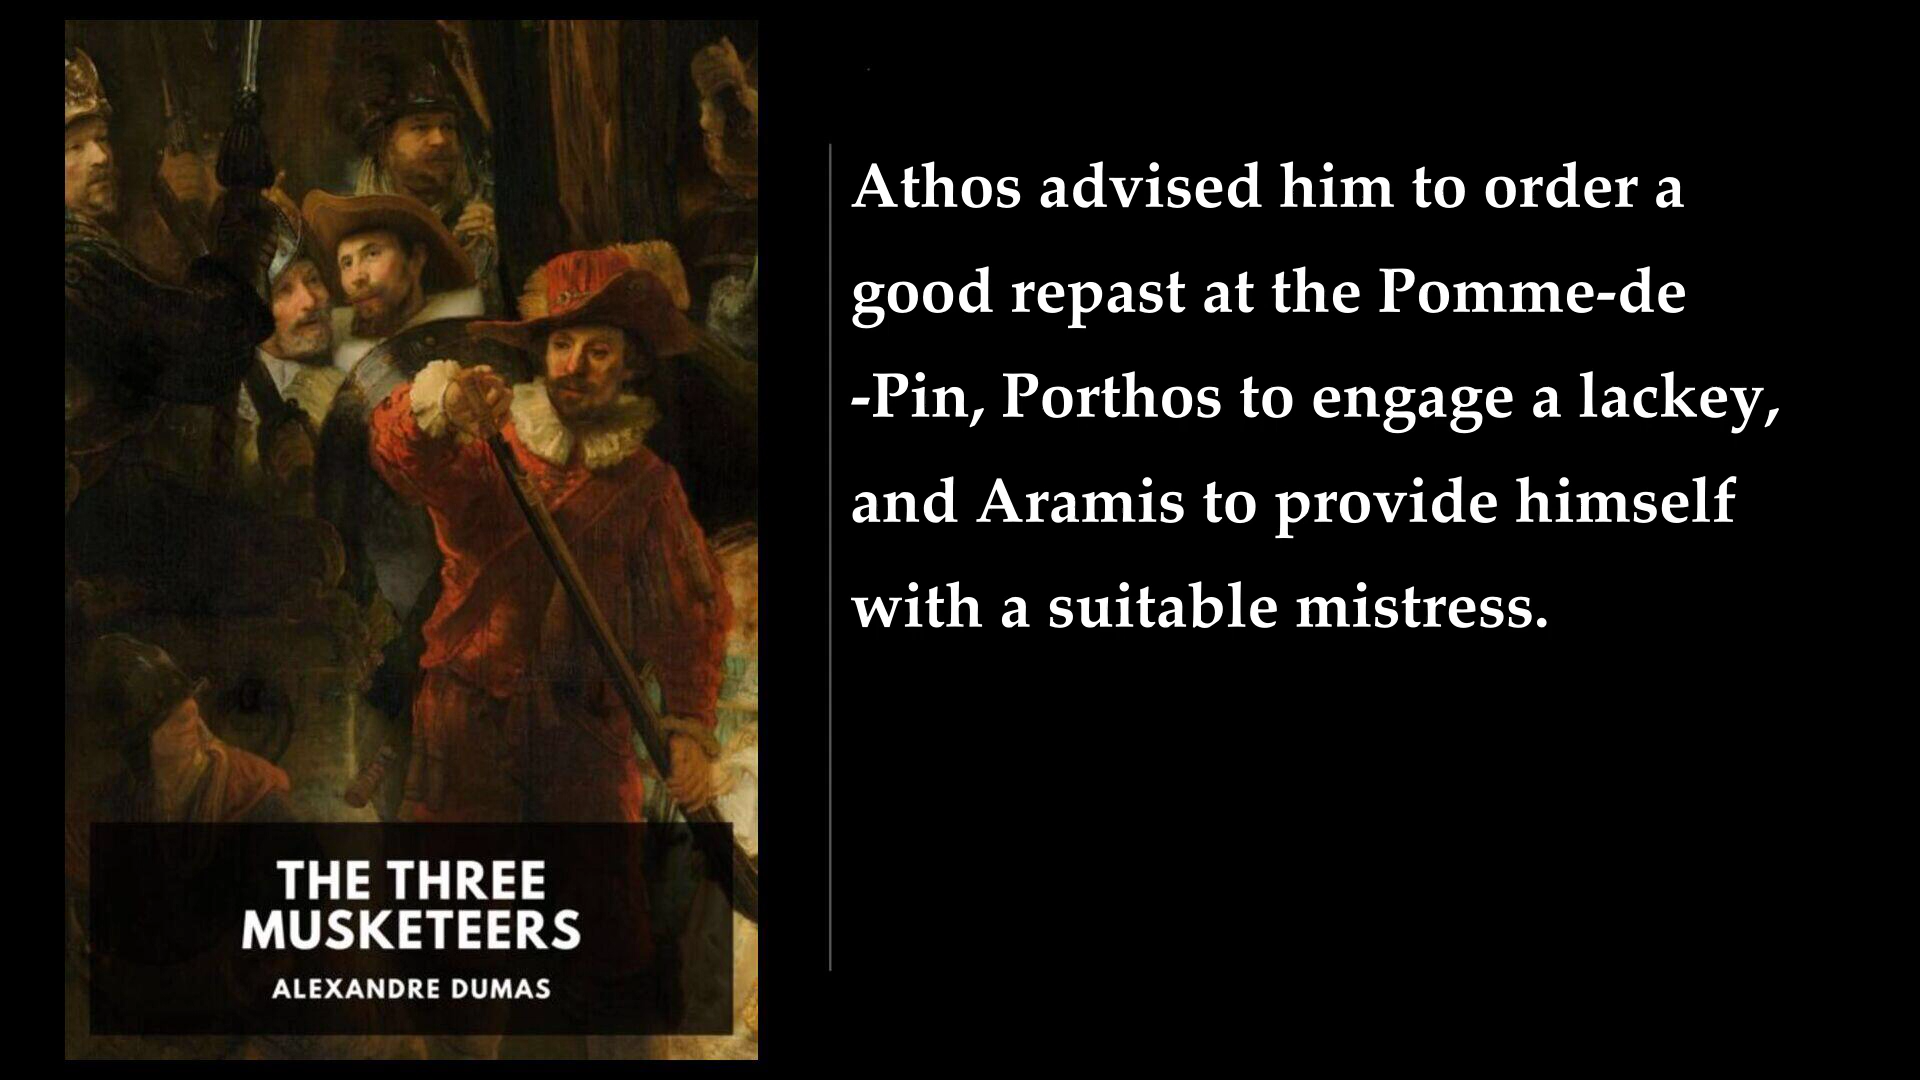 Athos advised him to order a
good repast at the Pomme-de
-Pin, Porthos to engage a lackey,
and Aramis to provide himself
with a suitable mistress.
THE THREE
MUSKETEERS
ALEXANDRE DUMAS